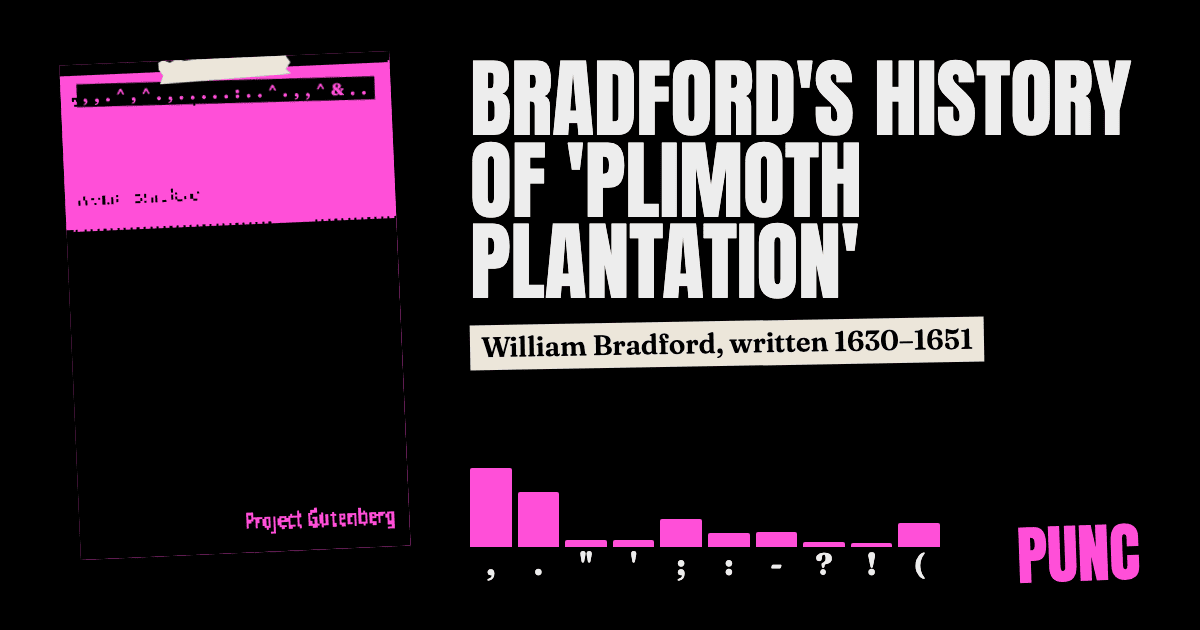 , , . ^ , ^ . , . , . . . : . . ^ . , , ^ & . .
Project Gutenberg
BRADFORD'S HISTORY
OF 'PLIMOTH
PLANTATION'
William Bradford, written 1630–1651
, . " ' ; : - ? ! (
PUNC